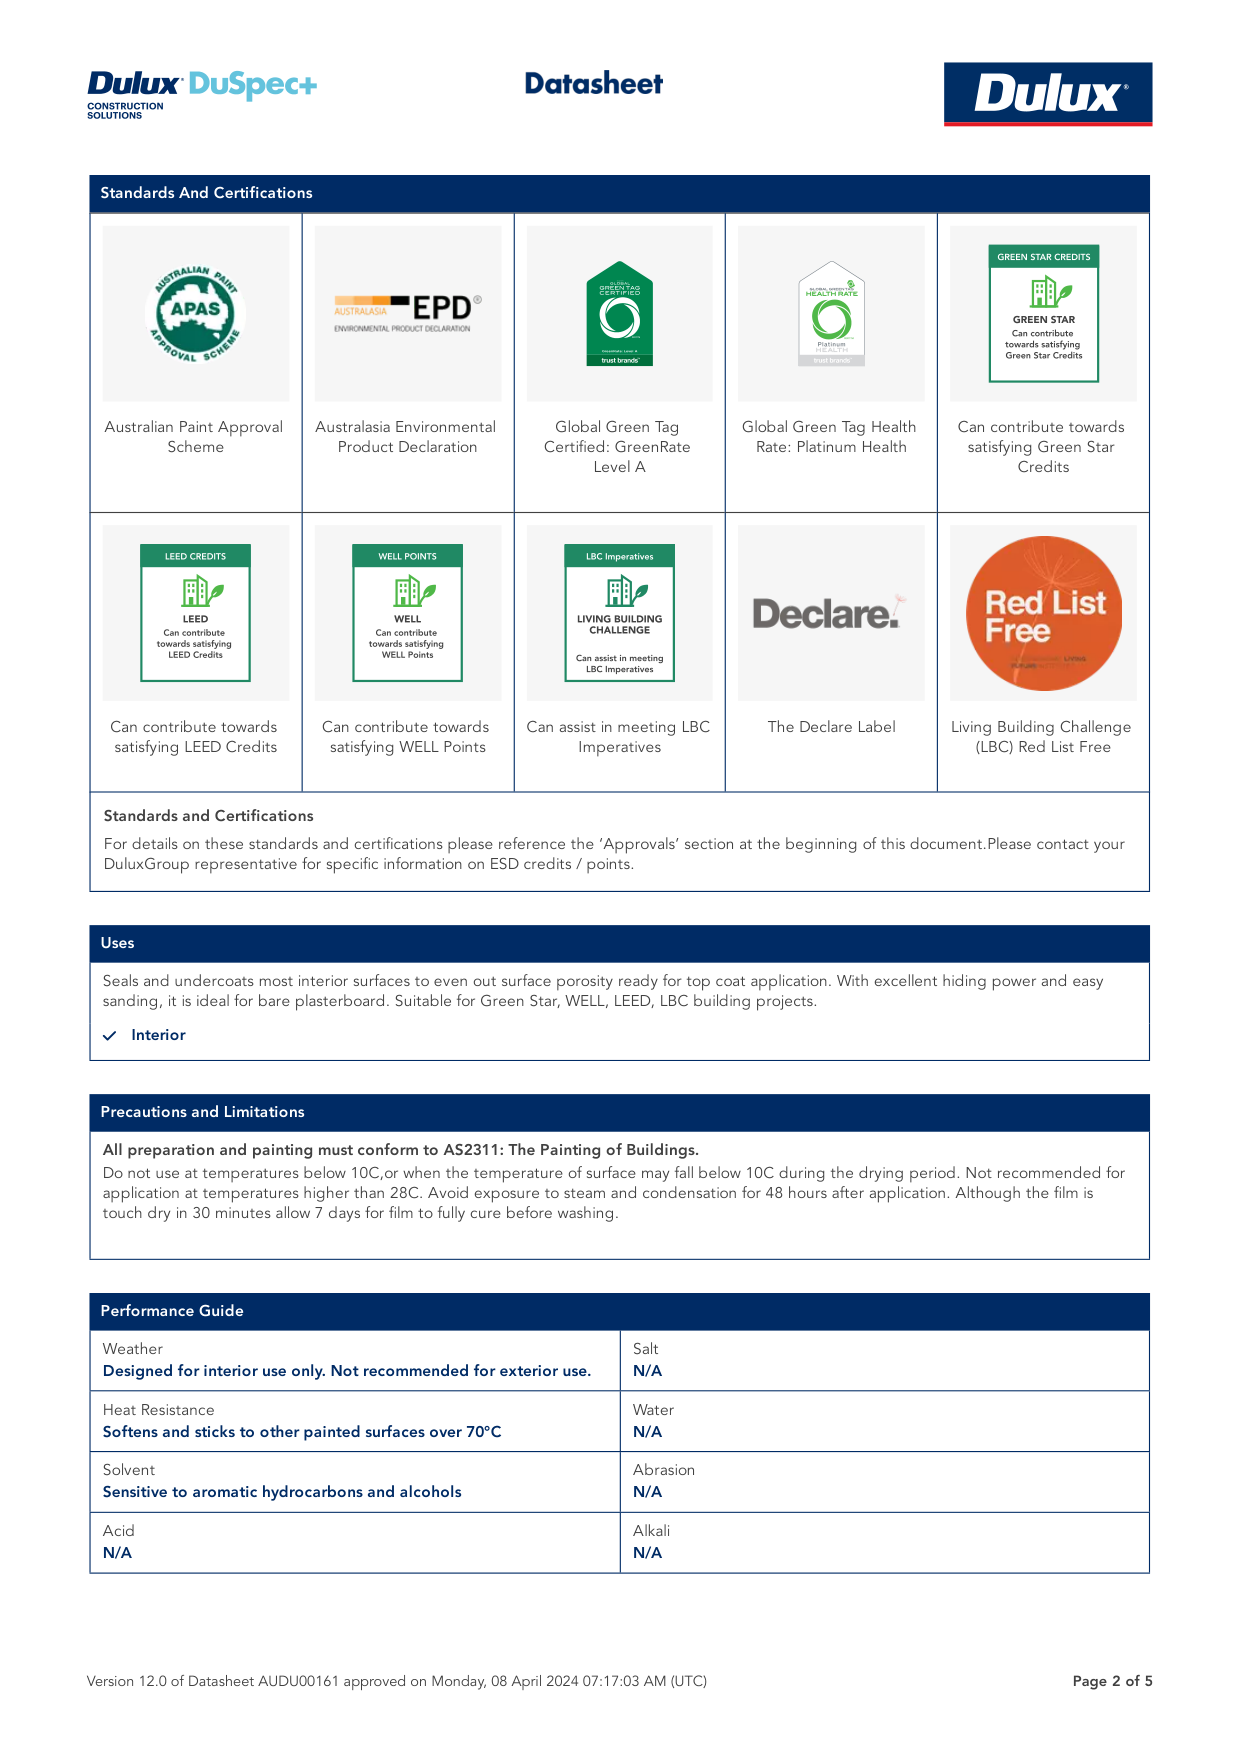 Dulux DuSpec+
CONSTRUCTION
SOLUTIONS
Datasheet
Dulux®
Standards And Certifications
AUSTRALIAN PAINT
APAS
APPROVAL SCHEME
AUSTRALASIA EPD®
ENVIRONMENTAL PRODUCT DECLARATION
GLOBAL
GREENTAG
CERTIFIED
GreenRate Level A
trust brands™
GLOBAL GREEN TAG
HEALTH RATE
Platinum
HEALTH
trust brands™
GREEN STAR CREDITS
GREEN STAR
Can contribute
towards satisfying
Green Star Credits
Australian Paint Approval
Scheme
Australasia Environmental
Product Declaration
Global Green Tag
Certified: GreenRate
Level A
Global Green Tag Health
Rate: Platinum Health
Can contribute towards
satisfying Green Star
Credits
LEED CREDITS
LEED
Can contribute
towards satisfying
LEED Credits
WELL POINTS
WELL
Can contribute
towards satisfying
WELL Points
LBC Imperatives
LIVING BUILDING
CHALLENGE
Can assist in meeting
LBC Imperatives
Declare.
Red List
Free
Can contribute towards
satisfying LEED Credits
Can contribute towards
satisfying WELL Points
Can assist in meeting LBC
Imperatives
The Declare Label
Living Building Challenge
(LBC) Red List Free
Standards and Certifications
For details on these standards and certifications please reference the ‘Approvals’ section at the beginning of this document.Please contact your
DuluxGroup representative for specific information on ESD credits / points.
Uses
Seals and undercoats most interior surfaces to even out surface porosity ready for top coat application. With excellent hiding power and easy
sanding, it is ideal for bare plasterboard. Suitable for Green Star, WELL, LEED, LBC building projects.
Interior
Precautions and Limitations
All preparation and painting must conform to AS2311: The Painting of Buildings.
Do not use at temperatures below 10C,or when the temperature of surface may fall below 10C during the drying period. Not recommended for
application at temperatures higher than 28C. Avoid exposure to steam and condensation for 48 hours after application. Although the film is
touch dry in 30 minutes allow 7 days for film to fully cure before washing.
Performance Guide
Weather
Designed for interior use only. Not recommended for exterior use.
Salt
N/A
Heat Resistance
Softens and sticks to other painted surfaces over 70ºC
Water
N/A
Solvent
Sensitive to aromatic hydrocarbons and alcohols
Abrasion
N/A
Acid
N/A
Alkali
N/A
Version 12.0 of Datasheet AUDU00161 approved on Monday, 08 April 2024 07:17:03 AM (UTC)
Page 2 of 5